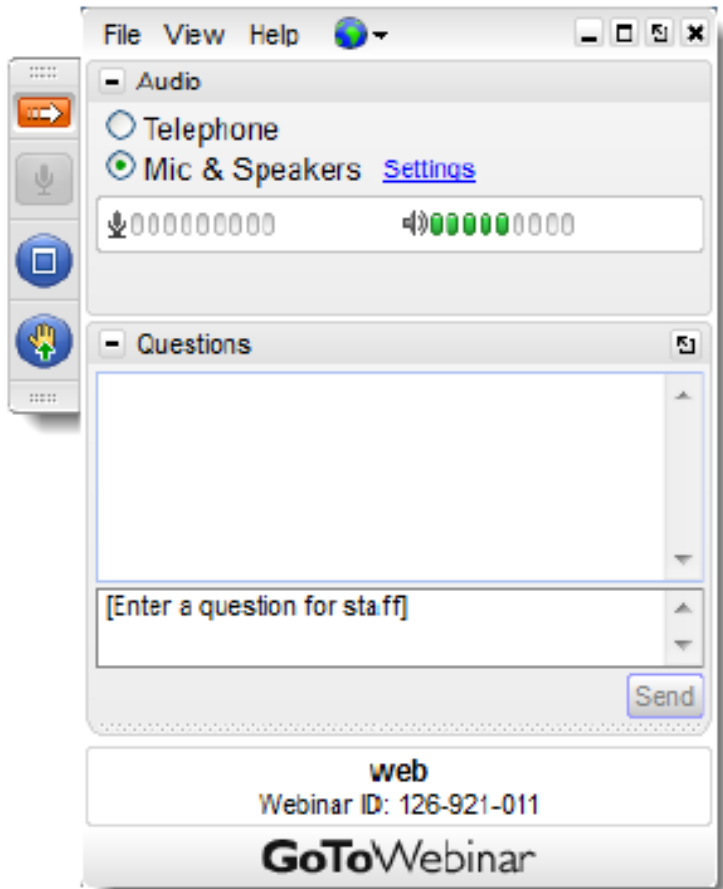 File View Help
Audio
Telephone
Mic & Speakers Settings
Questions
[Enter a question for staff]
Send
web
Webinar ID: 126-921-011
GoToWebinar